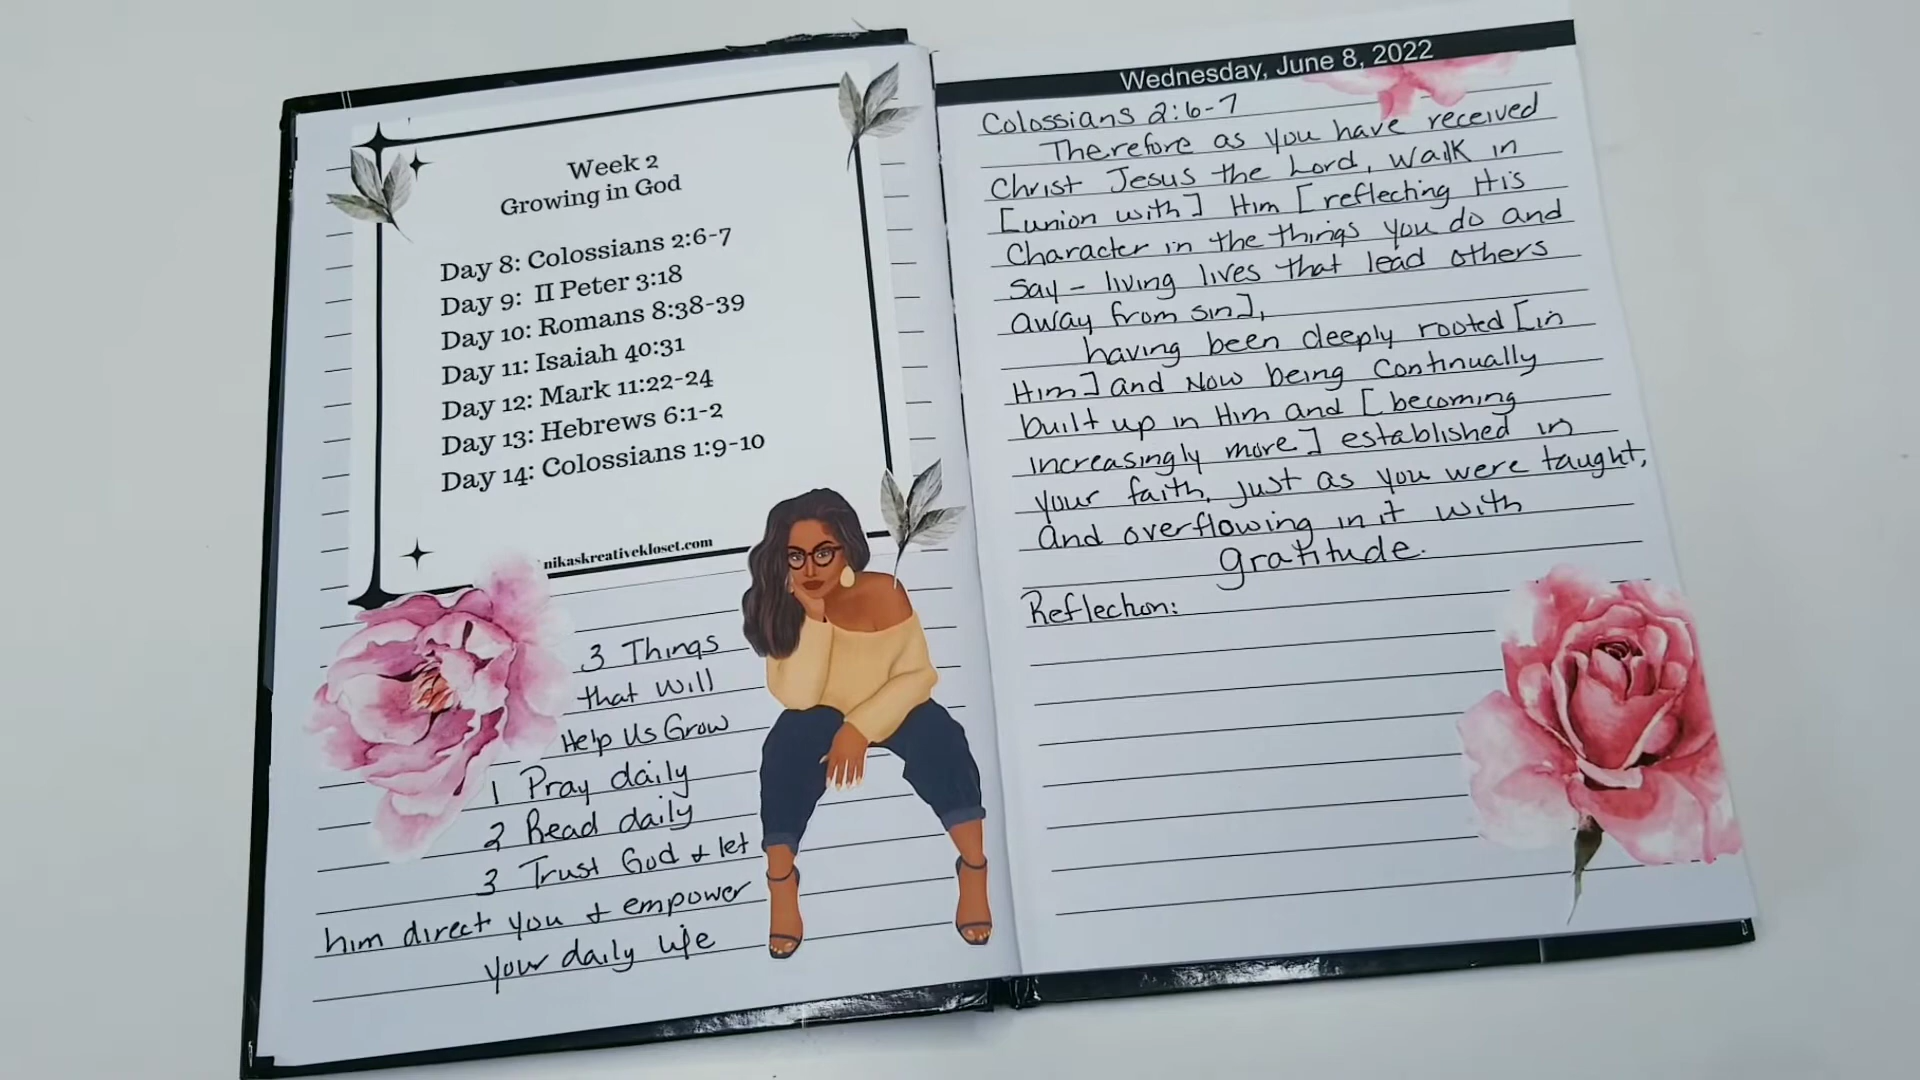 Week 2
Growing in God
Day 8: Colossians 2:6-7
Day 9: II Peter 3:18
Day 10: Romans 8:38-39
Day 11: Isaiah 40:31
Day 12: Mark 11:22-24
Day 13: Hebrews 6:1-2
Day 14: Colossians 1:9-10
nikaskreativekloset.com
3 Things
that will
Help Us Grow
1 Pray daily
2 Read daily
3 Trust God & let
him direct you & empower
your daily life
Wednesday, June 8, 2022
Colossians 2:6-7
Therefore as you have received
Christ Jesus the Lord, walk in
[union with] Him [reflecting His
Character in the things you do and
say - living lives that lead others
away from sin],
having been deeply rooted [in
Him] and now being continually
built up in Him and [becoming
increasingly more] established in
your faith, just as you were taught,
and overflowing in it with
gratitude.
Reflection: